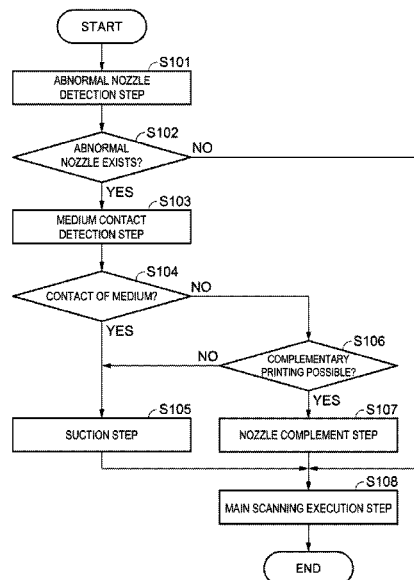 START
S101
ABNORMAL NOZZLE
DETECTION STEP
S102
ABNORMAL
NOZZLE EXISTS?
NO
YES
S103
MEDIUM CONTACT
DETECTION STEP
S104
CONTACT OF MEDIUM?
NO
YES
S106
COMPLEMENTARY
PRINTING POSSIBLE?
NO
YES
S105
SUCTION STEP
S107
NOZZLE COMPLEMENT STEP
S108
MAIN SCANNING EXECUTION STEP
END